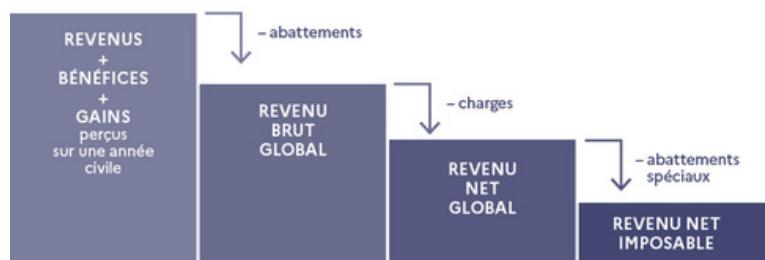 REVENUS
+
BÉNÉFICES
+
GAINS
perçus
sur une année
civile
– abattements
REVENU
BRUT
GLOBAL
– charges
REVENU
NET
GLOBAL
– abattements
spéciaux
REVENU NET
IMPOSABLE